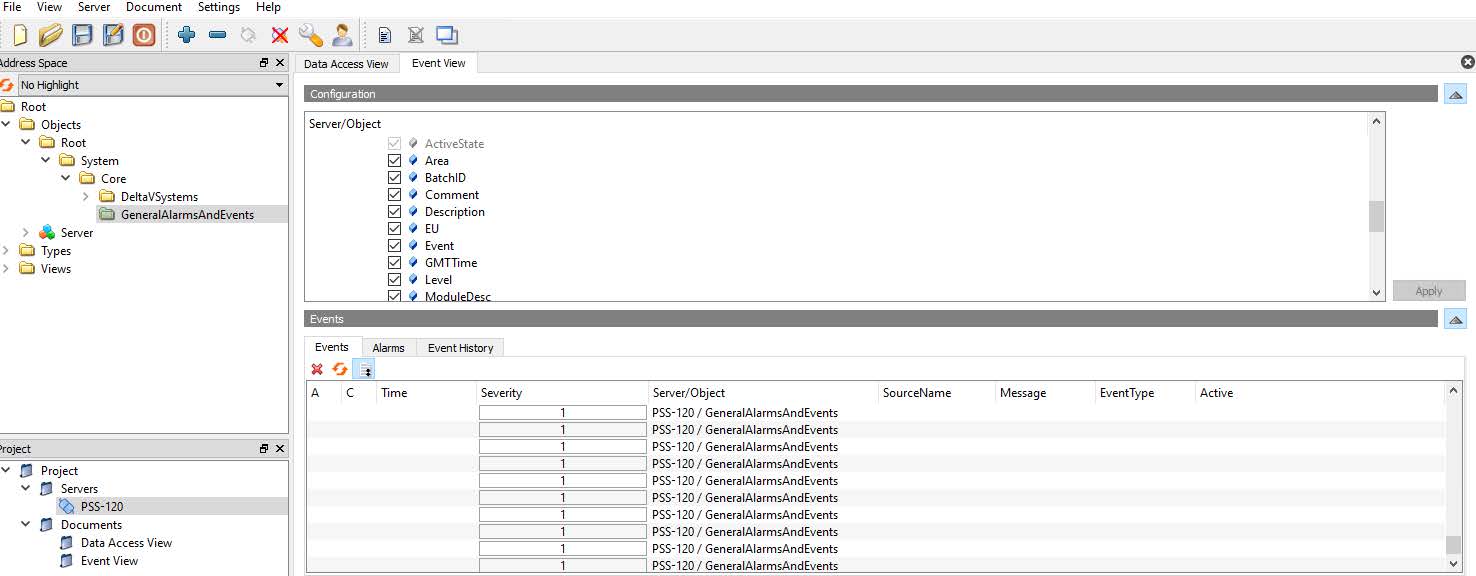 File View Server Document Settings Help
Address Space
No Highlight
Root
Objects
Root
System
Core
DeltaVSystems
GeneralAlarmsAndEvents
Server
Types
Views
Project
Project
Servers
PSS-120
Documents
Data Access View
Event View
Data Access View Event View
Configuration
Server/Object
ActiveState
Area
BatchID
Comment
Description
EU
Event
GMTTime
Level
ModuleDesc
Apply
Events
Events Alarms Event History
A C Time Severity Server/Object SourceName Message EventType Active
1 PSS-120 / GeneralAlarmsAndEvents
1 PSS-120 / GeneralAlarmsAndEvents
1 PSS-120 / GeneralAlarmsAndEvents
1 PSS-120 / GeneralAlarmsAndEvents
1 PSS-120 / GeneralAlarmsAndEvents
1 PSS-120 / GeneralAlarmsAndEvents
1 PSS-120 / GeneralAlarmsAndEvents
1 PSS-120 / GeneralAlarmsAndEvents
1 PSS-120 / GeneralAlarmsAndEvents
1 PSS-120 / GeneralAlarmsAndEvents